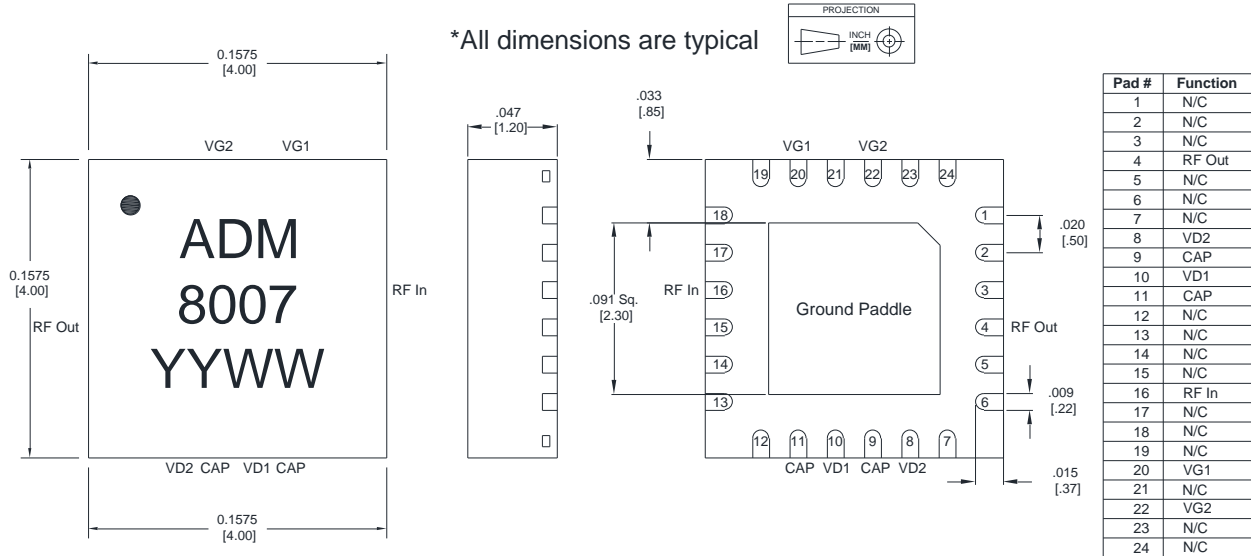 *All dimensions are typical
PROJECTION
INCH
[MM]
0.1575
[4.00]
VG2 VG1
0.1575
[4.00]
RF Out
ADM
8007
YYWW
RF In
VD2 CAP VD1 CAP
0.1575
[4.00]
.047
[1.20]
.033
[.85]
VG1 VG2
19 20 21 22 23 24
18
17
RF In 16
15
14
13
.091 Sq.
[2.30]
Ground Paddle
1
2
3
4 RF Out
5
6
12 11 10 9 8 7
CAP VD1 CAP VD2
.020
[.50]
.009
[.22]
.015
[.37]
Pad # Function
1 N/C
2 N/C
3 N/C
4 RF Out
5 N/C
6 N/C
7 N/C
8 VD2
9 CAP
10 VD1
11 CAP
12 N/C
13 N/C
14 N/C
15 N/C
16 RF In
17 N/C
18 N/C
19 N/C
20 VG1
21 N/C
22 VG2
23 N/C
24 N/C